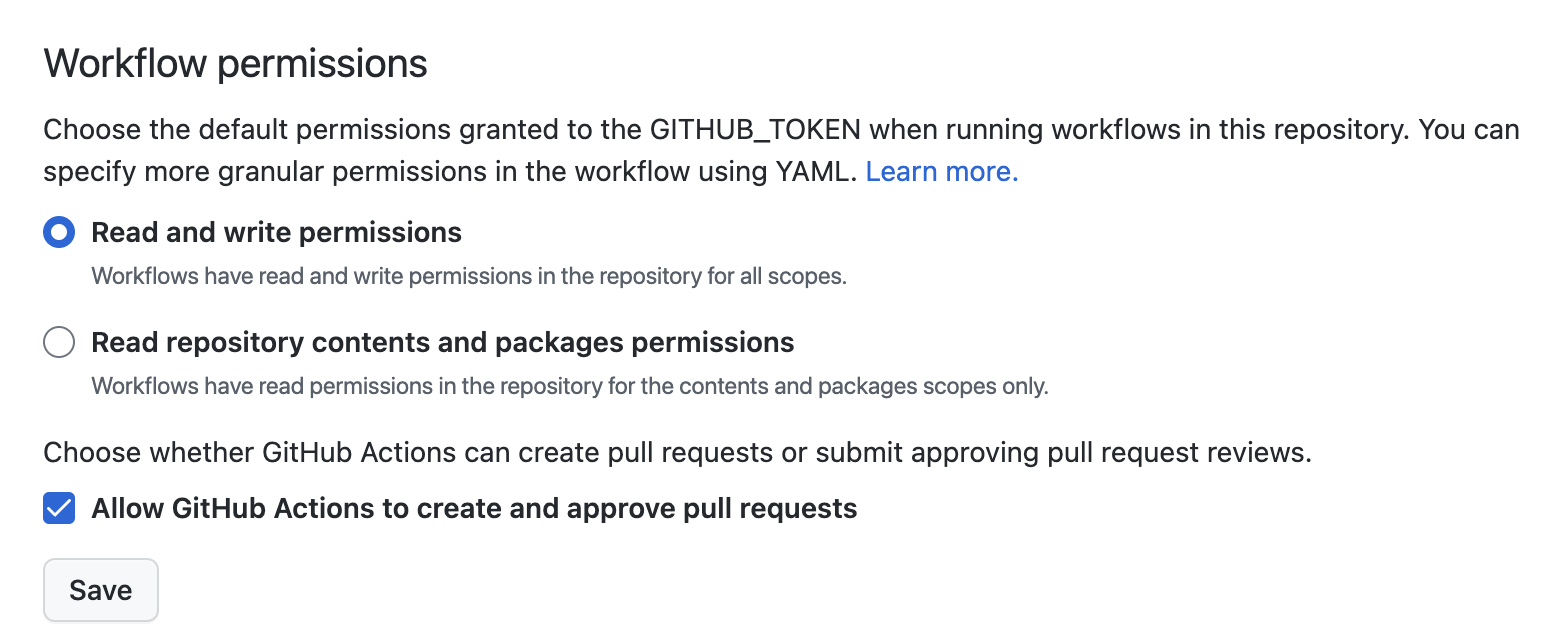 Workflow permissions
Choose the default permissions granted to the GITHUB_TOKEN when running workflows in this repository. You can
specify more granular permissions in the workflow using YAML. Learn more.
Read and write permissions
Workflows have read and write permissions in the repository for all scopes.
Read repository contents and packages permissions
Workflows have read permissions in the repository for the contents and packages scopes only.
Choose whether GitHub Actions can create pull requests or submit approving pull request reviews.
Allow GitHub Actions to create and approve pull requests
Save